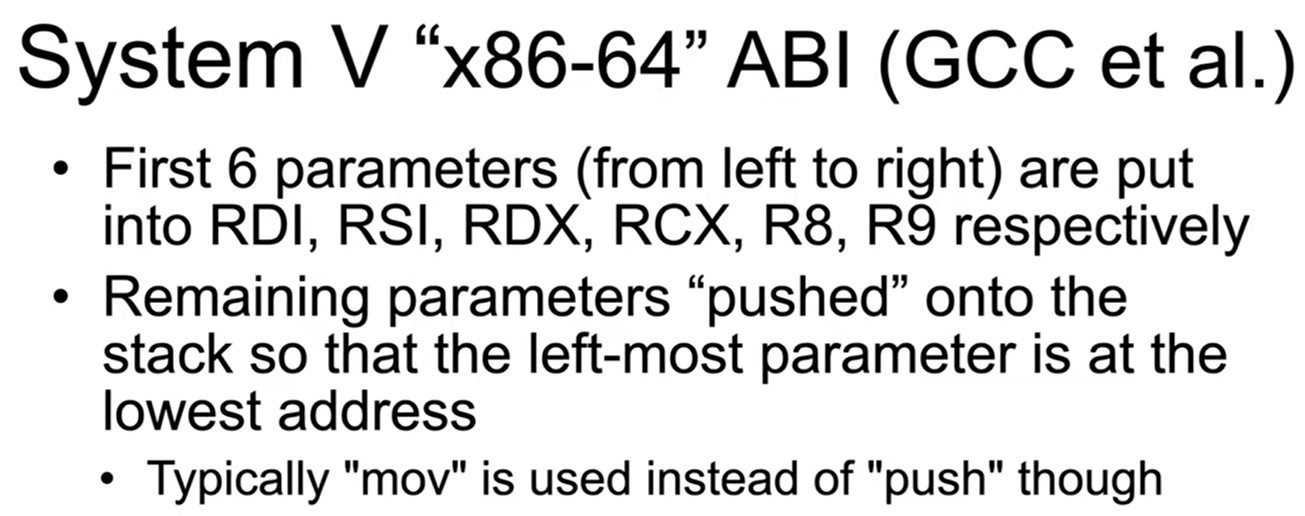 System V “x86-64” ABI (GCC et al.)
• First 6 parameters (from left to right) are put
into RDI, RSI, RDX, RCX, R8, R9 respectively
• Remaining parameters “pushed” onto the
stack so that the left-most parameter is at the
lowest address
• Typically "mov" is used instead of "push" though